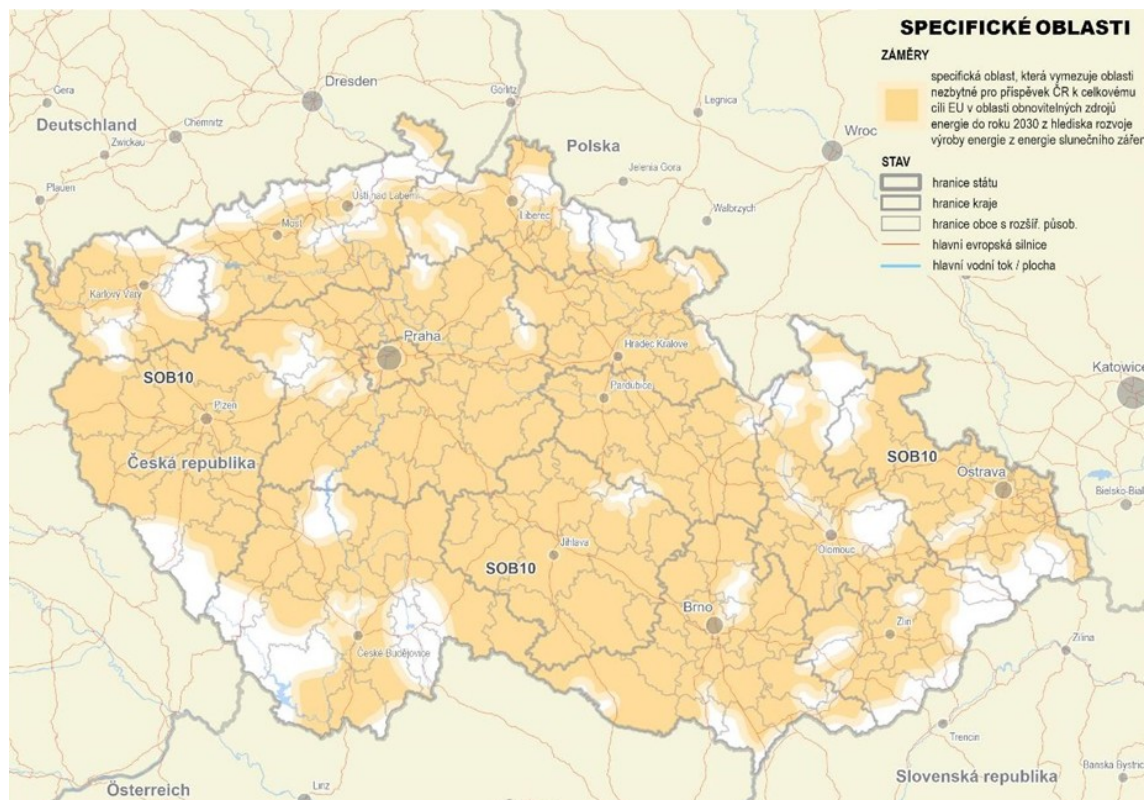 SPECIFICKÉ OBLASTI
ZÁMĚRY
specifická oblast, která vymezuje oblasti
nezbytné pro příspěvek ČR k celkovému
cíli EU v oblasti obnovitelných zdrojů
energie do roku 2030 z hlediska rozvoje
výroby energie z energie slunečního zářen
STAV
hranice státu
hranice kraje
hranice obce s rozšíř. působ.
hlavní evropská silnice
hlavní vodní tok / plocha
Dresden
Gera
Görlitz
Legnica
Deutschland
Chemnitz
Zwickau
Polska
Wroc
Plauen
Jelenia Gora
Walbrzych
Ústí nad Labem
Liberec
Most
Karlovy Vary
Praha
Hradec Králové
Katowice
SOB10
Pardubice
Plzeň
Česká republika
SOB10
Ostrava
Bielsko-Biał
Jihlava
Olomouc
SOB10
Brno
Zlín
České Budějovice
Žilina
Trencin
Banska Bystric
Slovenská republika
Österreich
Linz